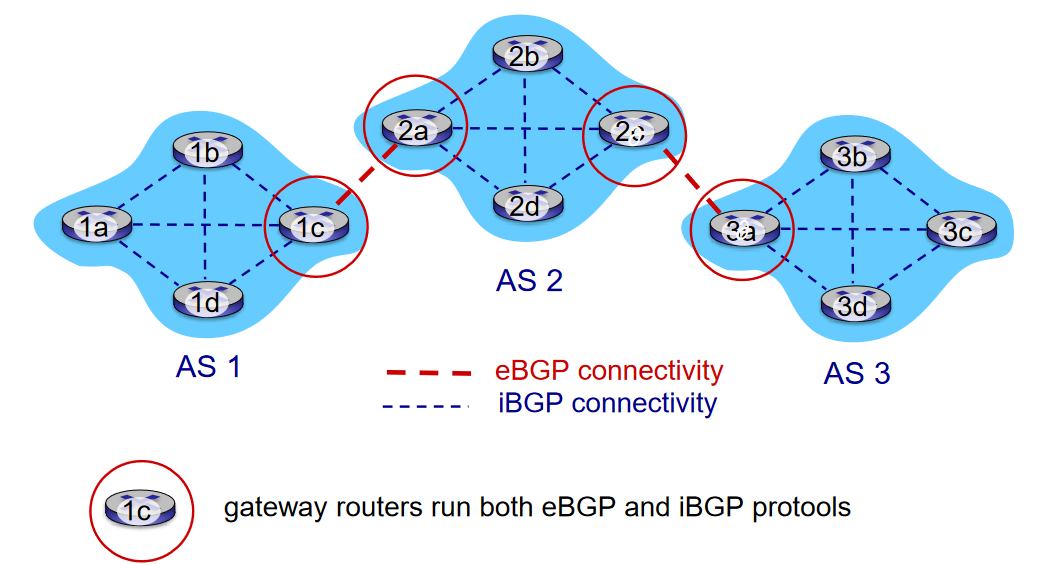 2b
2a
2c
2d
AS 2
1b
1a
1c
1d
AS 1
3b
3a
3c
3d
AS 3
eBGP connectivity
iBGP connectivity
1c
gateway routers run both eBGP and iBGP protools